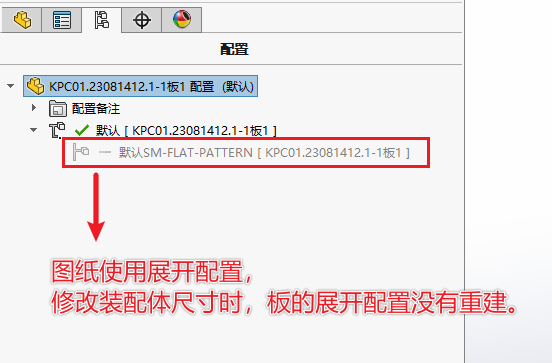 配置
KPC01.23081412.1-1板1 配置 (默认)
配置备注
默认 [ KPC01.23081412.1-1板1 ]
默认SM-FLAT-PATTERN [ KPC01.23081412.1-1板1 ]
图纸使用展开配置，
修改装配体尺寸时，板的展开配置没有重建。